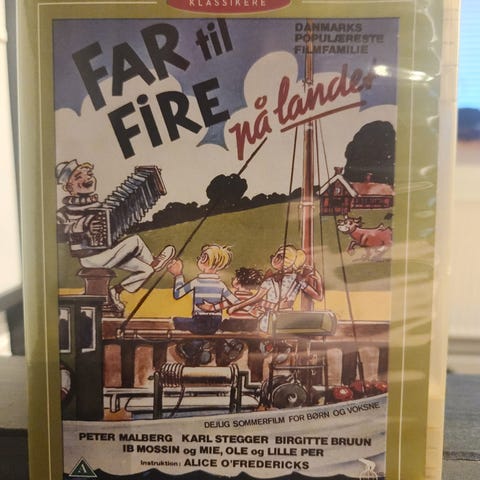 KLASSIKERE
DANMARKS
POPULÆRESTE
FILMFAMILIE
FAR til
FiRE
på landet
DEJLIG SOMMERFILM FOR BØRN OG VOKSNE
PETER MALBERG KARL STEGGER BIRGITTE BRUUN
IB MOSSIN og MIE, OLE og LILLE PER
Instruktion: ALICE O'FREDERICKS
A